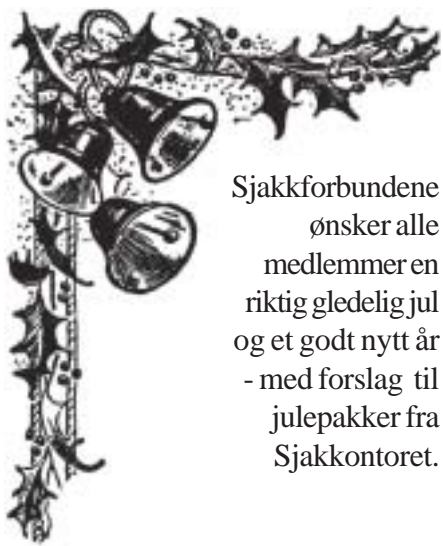 Sjakkforbundene
ønsker alle
medlemmer en
riktig gledelig jul
og et godt nytt år
- med forslag til
julepakker fra
Sjakkontoret.